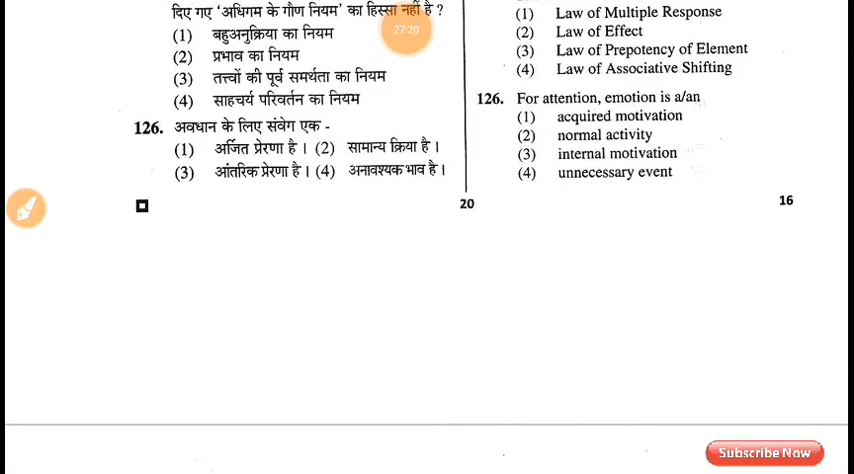 दिए गए ‘अधिगम के गौण नियम’ का हिस्सा नहीं है ?
(1) बहुअनुक्रिया का नियम
27:20
(2) प्रभाव का नियम
(3) तत्त्वों की पूर्व समर्थता का नियम
(4) साहचर्य परिवर्तन का नियम
126. अवधान के लिए संवेग एक -
(1) अर्जित प्रेरणा है । (2) सामान्य क्रिया है ।
(3) आंतरिक प्रेरणा है । (4) अनावश्यक भाव है ।
(1) Law of Multiple Response
(2) Law of Effect
(3) Law of Prepotency of Element
(4) Law of Associative Shifting
126. For attention, emotion is a/an
(1) acquired motivation
(2) normal activity
(3) internal motivation
(4) unnecessary event
20
16
Subscribe Now